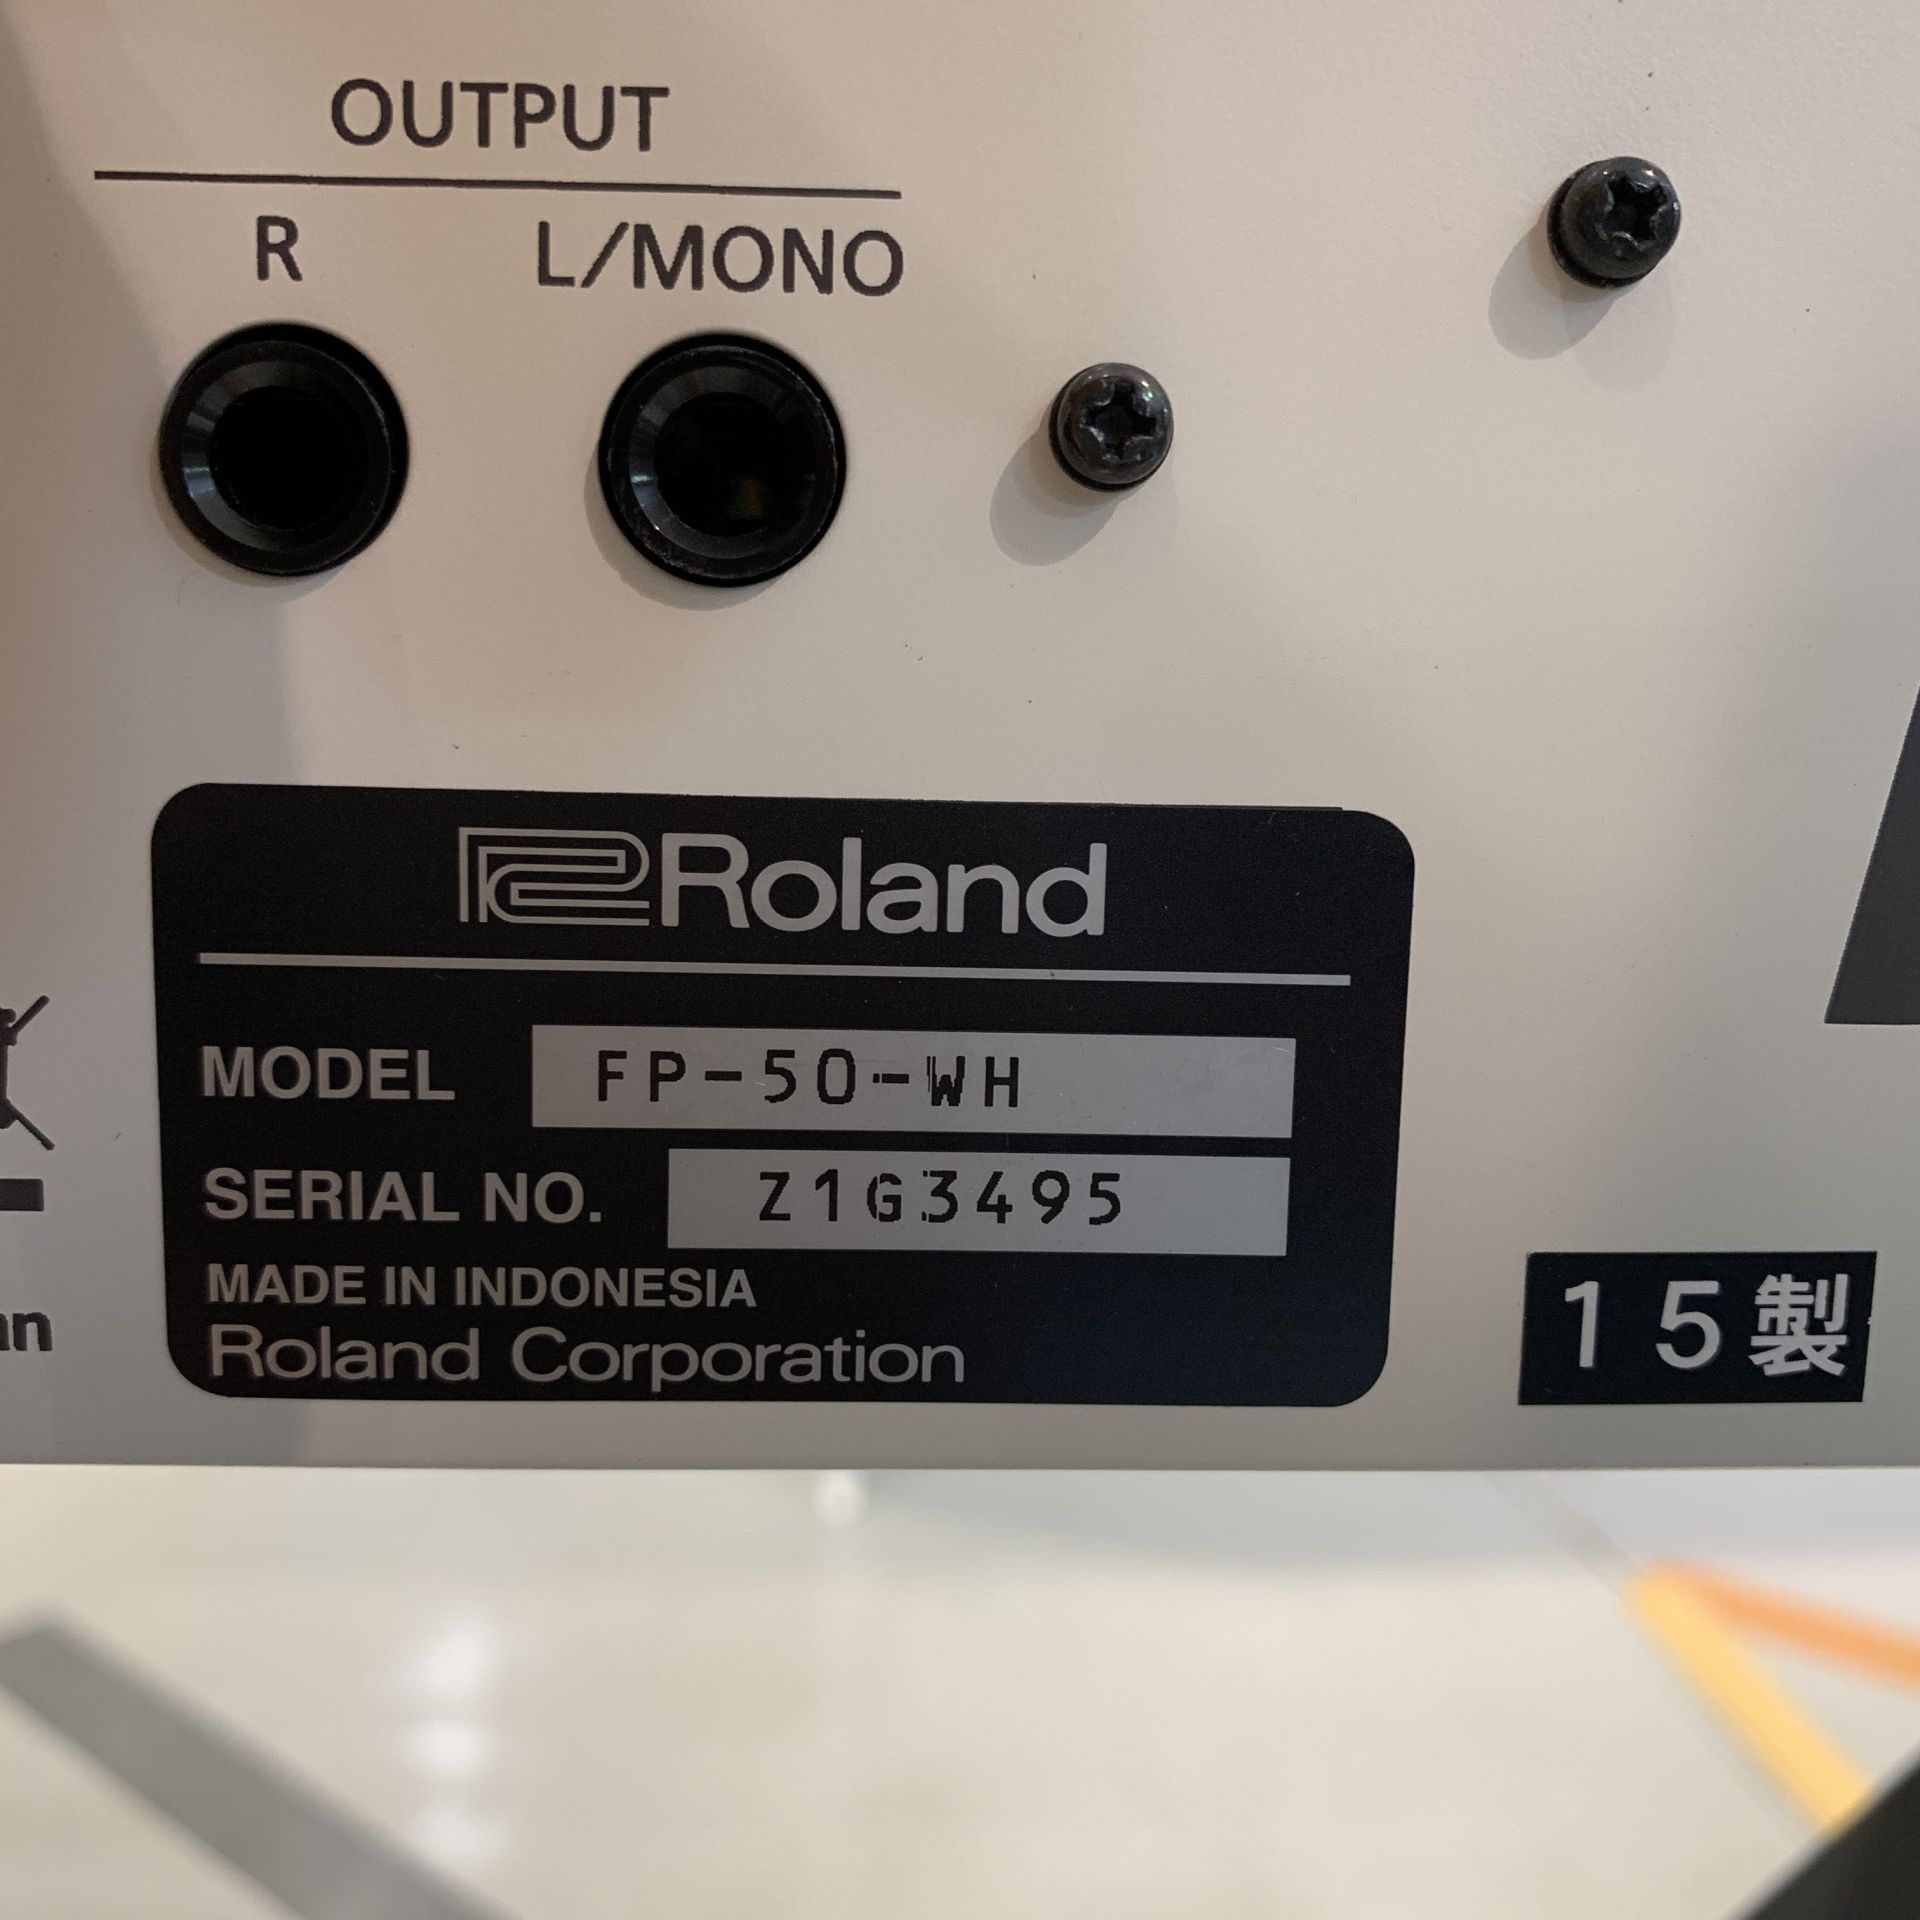 OUTPUT
R L/MONO
Roland
MODEL FP-50-WH
SERIAL NO. Z1G3495
MADE IN INDONESIA
Roland Corporation
15製